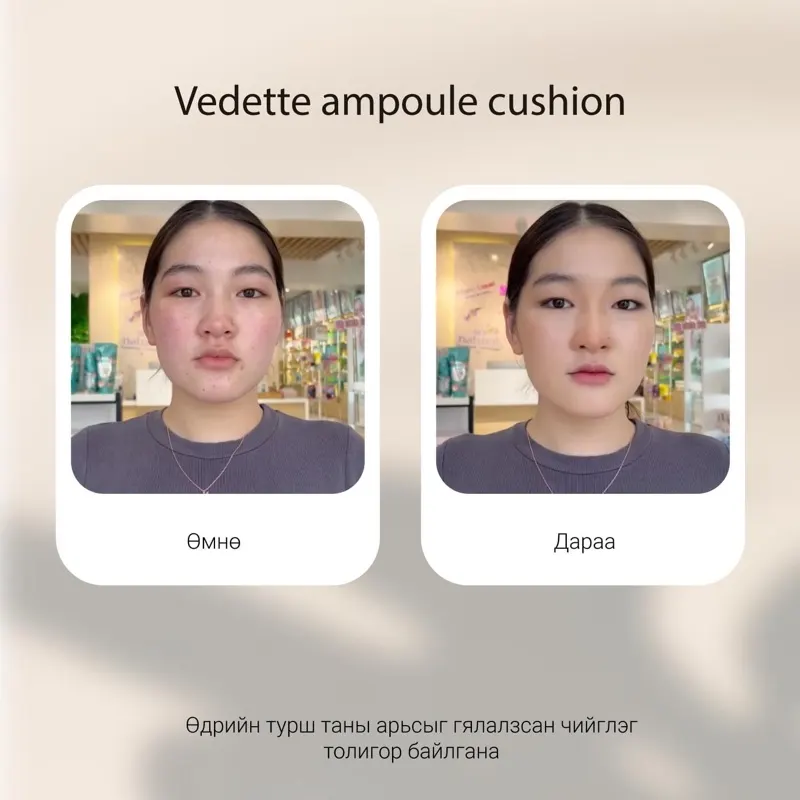 Vedette ampoule cushion
Өмнө
Дараа
Өдрийн турш таны арьсыг гялалзсан чийглэг
толигор байлгана